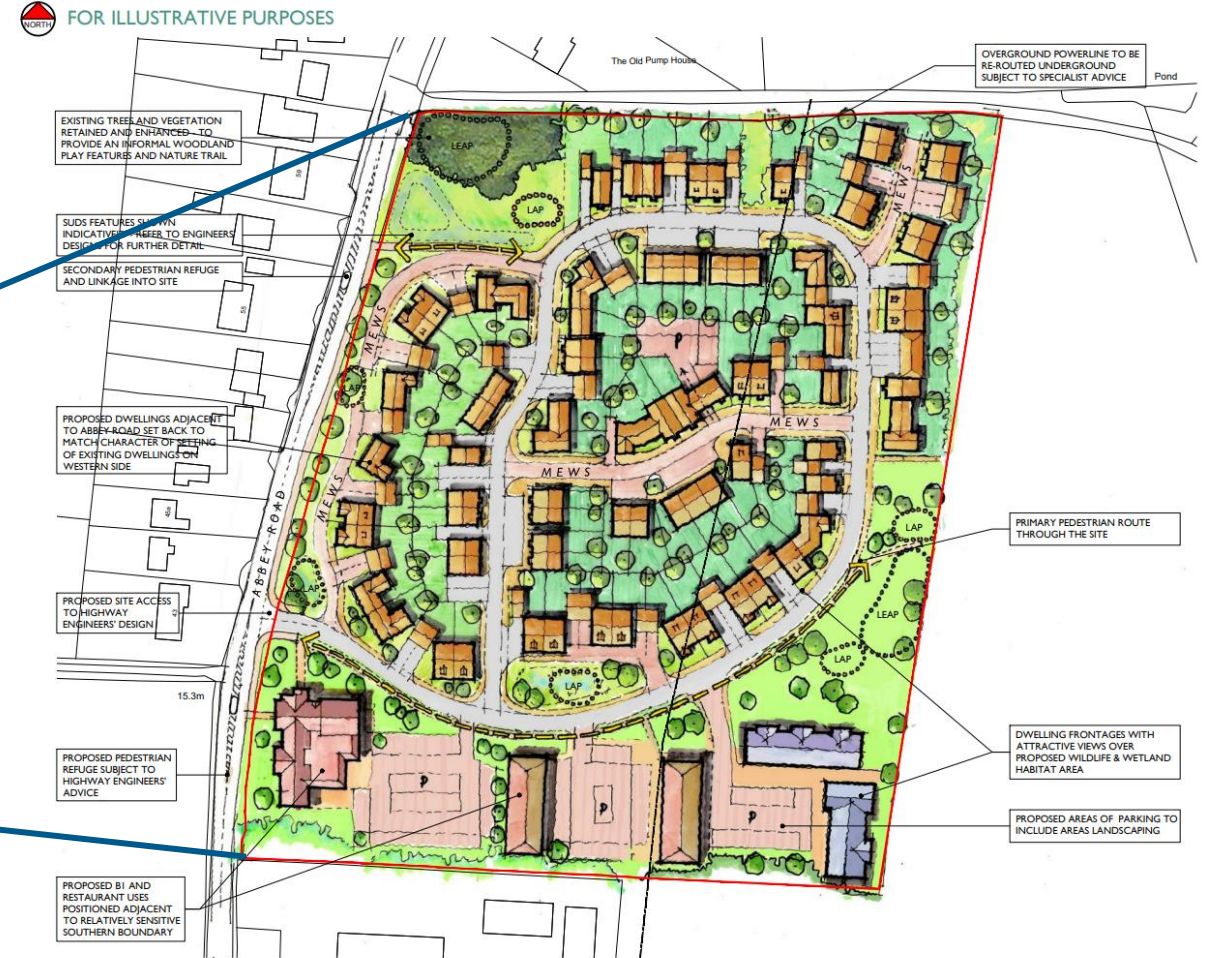 NORTH
FOR ILLUSTRATIVE PURPOSES
The Old Pump House
OVERGROUND POWERLINE TO BE
RE-ROUTED UNDERGROUND
SUBJECT TO SPECIALIST ADVICE
Pond
EXISTING TREES AND VEGETATION
RETAINED AND ENHANCED - TO
PROVIDE AN INFORMAL WOODLAND
PLAY FEATURES AND NATURE TRAIL
LEAP
59
MEWS
LAP
SUDS FEATURES SHOWN
INDICATIVELY - REFER TO ENGINEERS
DESIGNS FOR FURTHER DETAIL
SECONDARY PEDESTRIAN REFUGE
AND LINKAGE INTO SITE
55
MEWS
P
LAP
PROPOSED DWELLINGS ADJACENT
TO ABBEY ROAD SET BACK TO
MATCH CHARACTER OF SETTING
OF EXISTING DWELLINGS ON
WESTERN SIDE
MEWS
MEWS
MEWS
ABBEY ROAD
45a
LAP
PRIMARY PEDESTRIAN ROUTE
THROUGH THE SITE
PROPOSED SITE ACCESS
TO HIGHWAY
ENGINEERS' DESIGN
43
LAP
LEAP
LAP
LAP
15.3m
PROPOSED PEDESTRIAN
REFUGE SUBJECT TO
HIGHWAY ENGINEERS'
ADVICE
P
P
P
DWELLING FRONTAGES WITH
ATTRACTIVE VIEWS OVER
PROPOSED WILDLIFE & WETLAND
HABITAT AREA
PROPOSED AREAS OF PARKING TO
INCLUDE AREAS LANDSCAPING
PROPOSED B1 AND
RESTAURANT USES
POSITIONED ADJACENT
TO RELATIVELY SENSITIVE
SOUTHERN BOUNDARY